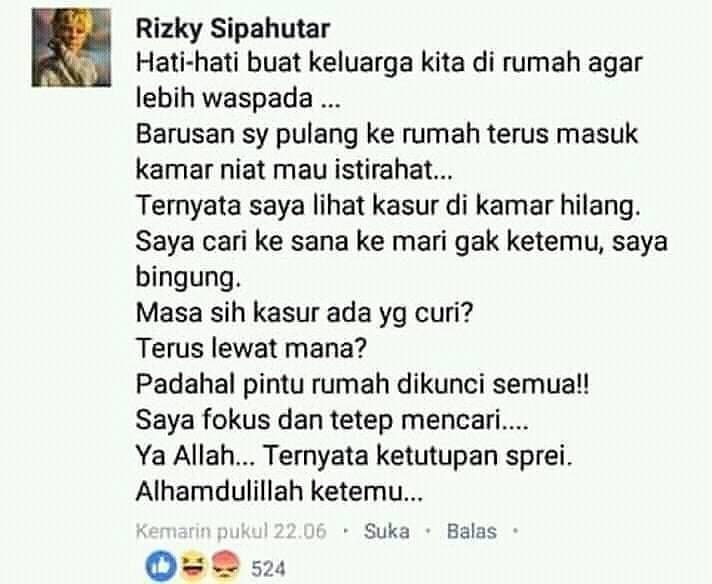 Rizky Sipahutar
Hati-hati buat keluarga kita di rumah agar
lebih waspada ...
Barusan sy pulang ke rumah terus masuk
kamar niat mau istirahat...
Ternyata saya lihat kasur di kamar hilang.
Saya cari ke sana ke mari gak ketemu, saya
bingung.
Masa sih kasur ada yg curi?
Terus lewat mana?
Padahal pintu rumah dikunci semua!!
Saya fokus dan tetep mencari....
Ya Allah... Ternyata ketutupan sprei.
Alhamdulillah ketemu...
Kemarin pukul 22.06 · Suka · Balas ·
524